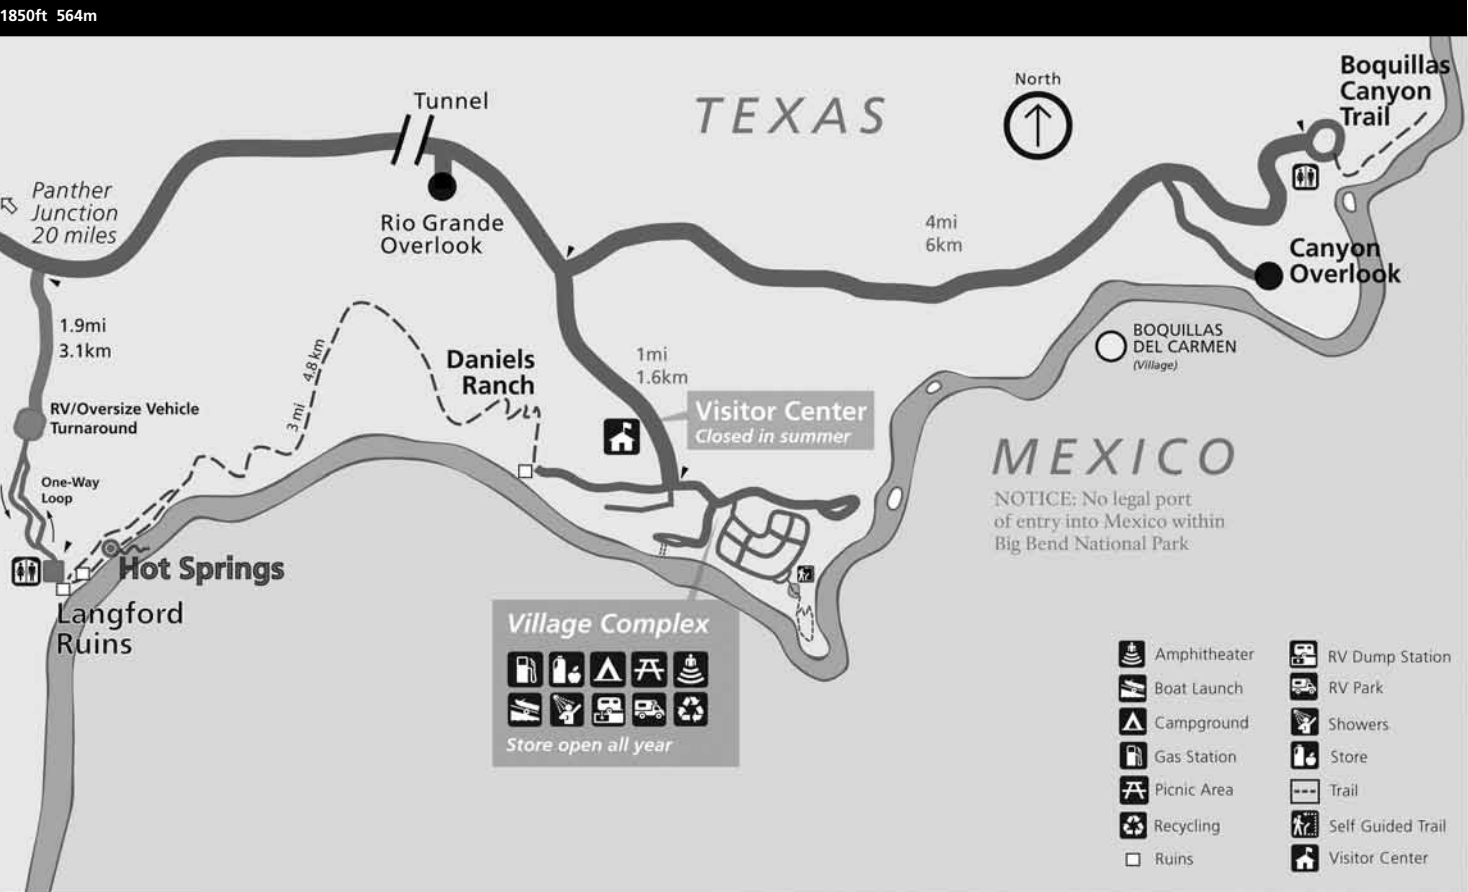 1850ft  564m
Tunnel
TEXAS
North
Boquillas
Canyon
Trail
Panther
Junction
20 miles
Rio Grande
Overlook
4mi
6km
Canyon
Overlook
1.9mi
3.1km
3 mi
4.8 km
Daniels
Ranch
1mi
1.6km
BOQUILLAS
DEL CARMEN
(Village)
RV/Oversize Vehicle
Turnaround
Visitor Center
Closed in summer
MEXICO
NOTICE: No legal port
of entry into Mexico within
Big Bend National Park
One-Way
Loop
Hot Springs
Langford
Ruins
Village Complex
Store open all year
Amphitheater
Boat Launch
Campground
Gas Station
Picnic Area
Recycling
Ruins
RV Dump Station
RV Park
Showers
Store
Trail
Self Guided Trail
Visitor Center